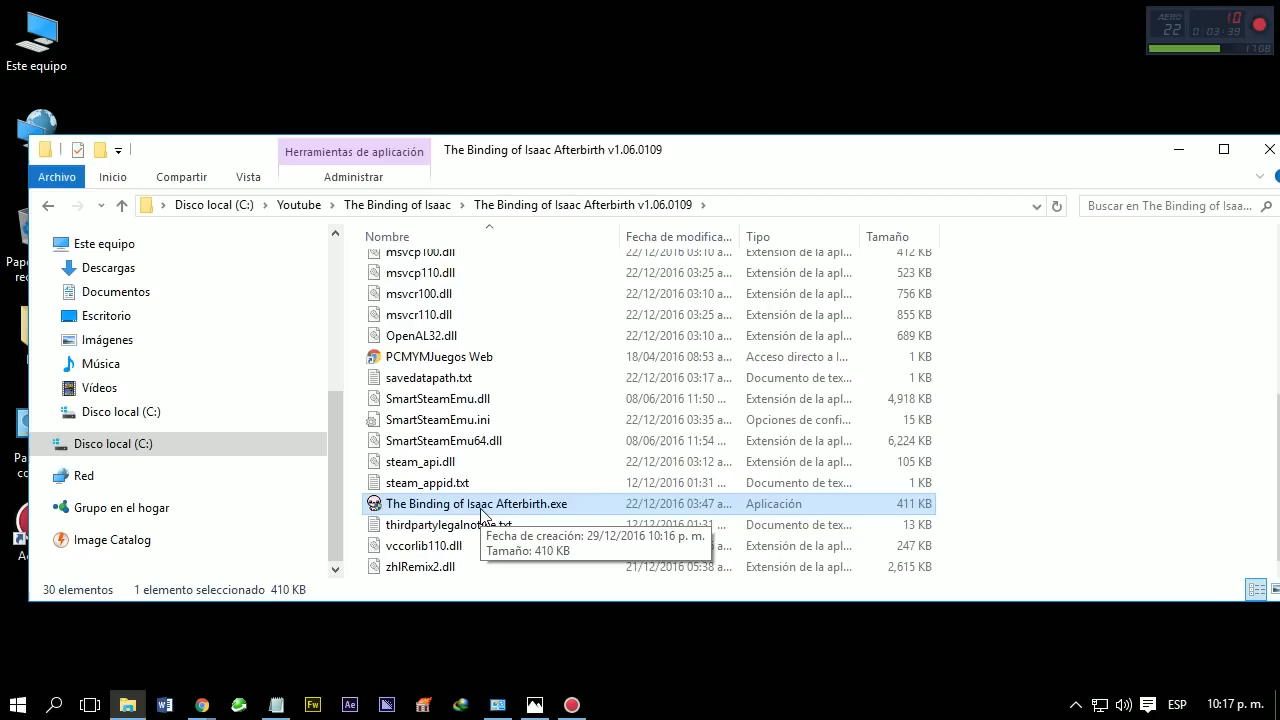 AERO
22
10
0:03:39
17GB
Este equipo
Herramientas de aplicación
The Binding of Isaac Afterbirth v1.06.0109
Archivo
Inicio
Compartir
Vista
Administrar
Disco local (C:) > Youtube > The Binding of Isaac > The Binding of Isaac Afterbirth v1.06.0109 >
Buscar en The Binding of Isaac...
Este equipo
Descargas
Documentos
Escritorio
Imágenes
Música
Vídeos
Disco local (C:)
Disco local (C:)
Red
Grupo en el hogar
Image Catalog
Nombre Fecha de modifica... Tipo Tamaño
msvcp100.dll 22/12/2016 03:10 a... Extensión de la apl... 412 KB
msvcp110.dll 22/12/2016 03:25 a... Extensión de la apl... 523 KB
msvcr100.dll 22/12/2016 03:10 a... Extensión de la apl... 756 KB
msvcr110.dll 22/12/2016 03:25 a... Extensión de la apl... 855 KB
OpenAL32.dll 22/12/2016 03:10 a... Extensión de la apl... 689 KB
PCMYMJuegos Web 18/04/2016 08:53 a... Acceso directo a I... 1 KB
savedatapath.txt 22/12/2016 03:17 a... Documento de tex... 1 KB
SmartSteamEmu.dll 08/06/2016 11:50 ... Extensión de la apl... 4,918 KB
SmartSteamEmu.ini 22/12/2016 03:35 a... Opciones de confi... 15 KB
SmartSteamEmu64.dll 08/06/2016 11:54 ... Extensión de la apl... 6,224 KB
steam_api.dll 22/12/2016 03:12 a... Extensión de la apl... 105 KB
steam_appid.txt 12/12/2016 01:31 ... Documento de tex... 1 KB
The Binding of Isaac Afterbirth.exe 22/12/2016 03:47 a... Aplicación 411 KB
thirdpartylegalnotice.txt 12/12/2016 01:31 ... Documento de tex... 13 KB
Fecha de creación: 29/12/2016 10:16 p. m.
Tamaño: 410 KB
vccorlib110.dll Extensión de la apl... 247 KB
zhlRemix2.dll 21/12/2016 05:38 ... Extensión de la apl... 2,615 KB
30 elementos 1 elemento seleccionado 410 KB
Fw
Ae
ESP
10:17 p. m.